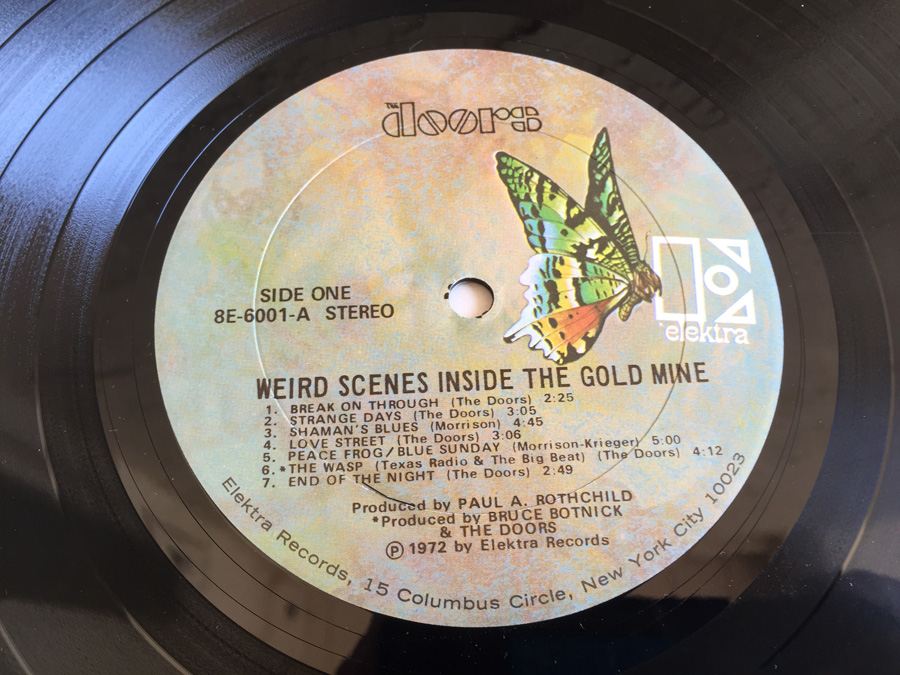 THE doors
elektra
SIDE ONE
8E-6001-A STEREO
WEIRD SCENES INSIDE THE GOLD MINE
1. BREAK ON THROUGH (The Doors) 2:25
2. STRANGE DAYS (The Doors) 3:05
3. SHAMAN'S BLUES (Morrison) 4:45
4. LOVE STREET (The Doors) 3:06
5. PEACE FROG/BLUE SUNDAY (Morrison-Krieger) 5:00
6. *THE WASP (Texas Radio & The Big Beat) (The Doors) 4:12
7. END OF THE NIGHT (The Doors) 2:49
Produced by PAUL A. ROTHCHILD
*Produced by BRUCE BOTNICK
& THE DOORS
Ⓟ 1972 by Elektra Records
Elektra Records, 15 Columbus Circle, New York City 10023